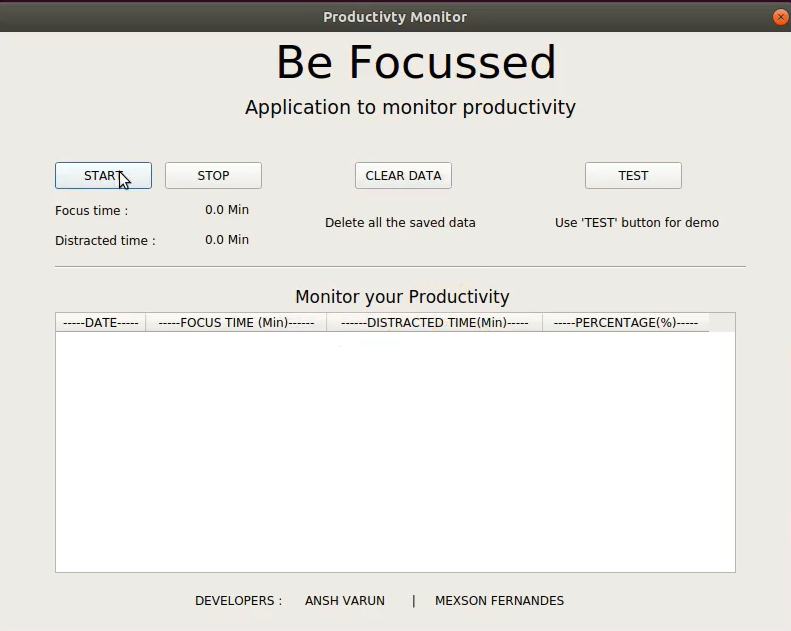 Productivty Monitor
Be Focussed
Application to monitor productivity
START STOP CLEAR DATA TEST
Focus time : 0.0 Min
Delete all the saved data Use 'TEST' button for demo
Distracted time : 0.0 Min
Monitor your Productivity
-----DATE----- -----FOCUS TIME (Min)------ ------DISTRACTED TIME(Min)----- -----PERCENTAGE(%)-----
DEVELOPERS : ANSH VARUN | MEXSON FERNANDES